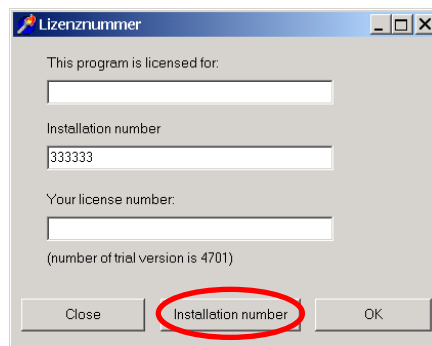 Lizenznummer
This program is licensed for:
Installation number
333333
Your license number:
(number of trial version is 4701)
Close Installation number OK